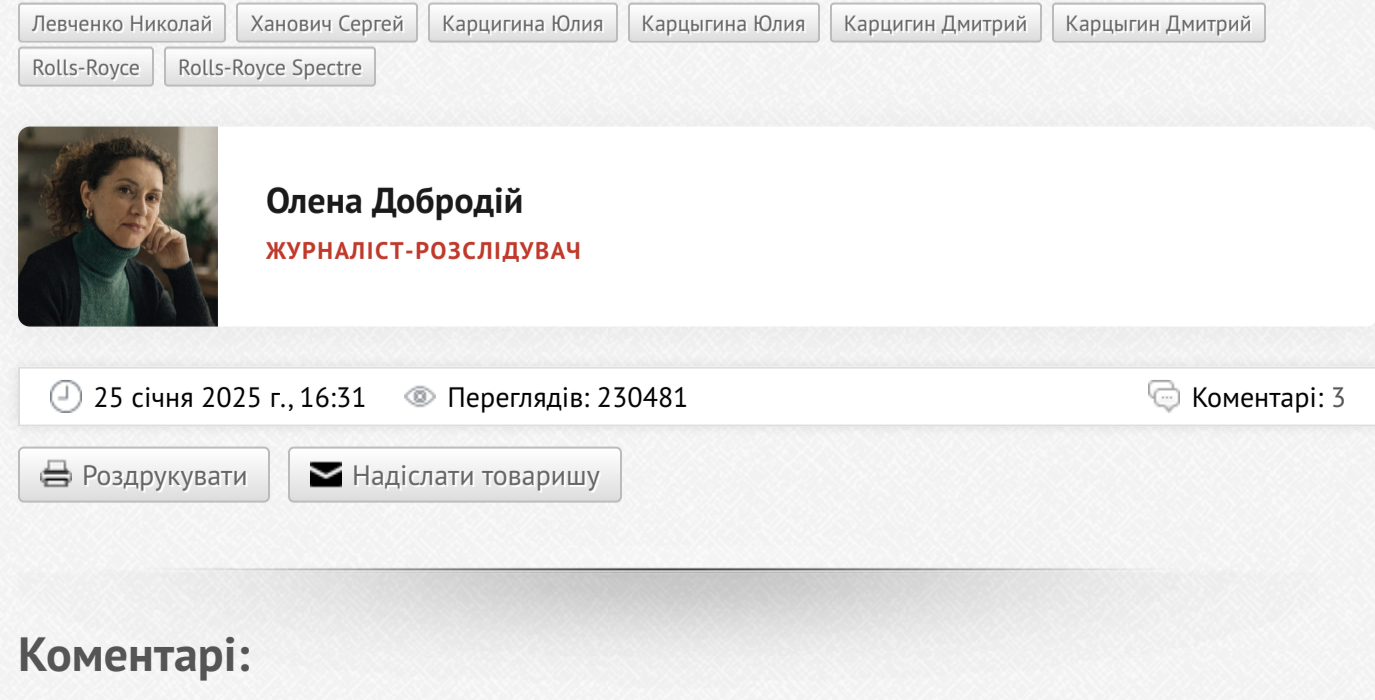 Левченко Николай Ханович Сергей Карцигина Юлия Карцыгина Юлия Карцигин Дмитрий Карцыгин Дмитрий
Rolls-Royce Rolls-Royce Spectre
Олена Добродій
ЖУРНАЛІСТ-РОЗСЛІДУВАЧ
25 січня 2025 г., 16:31 Переглядів: 230481 Коментарі: 3
Роздрукувати Надіслати товаришу
Коментарі: